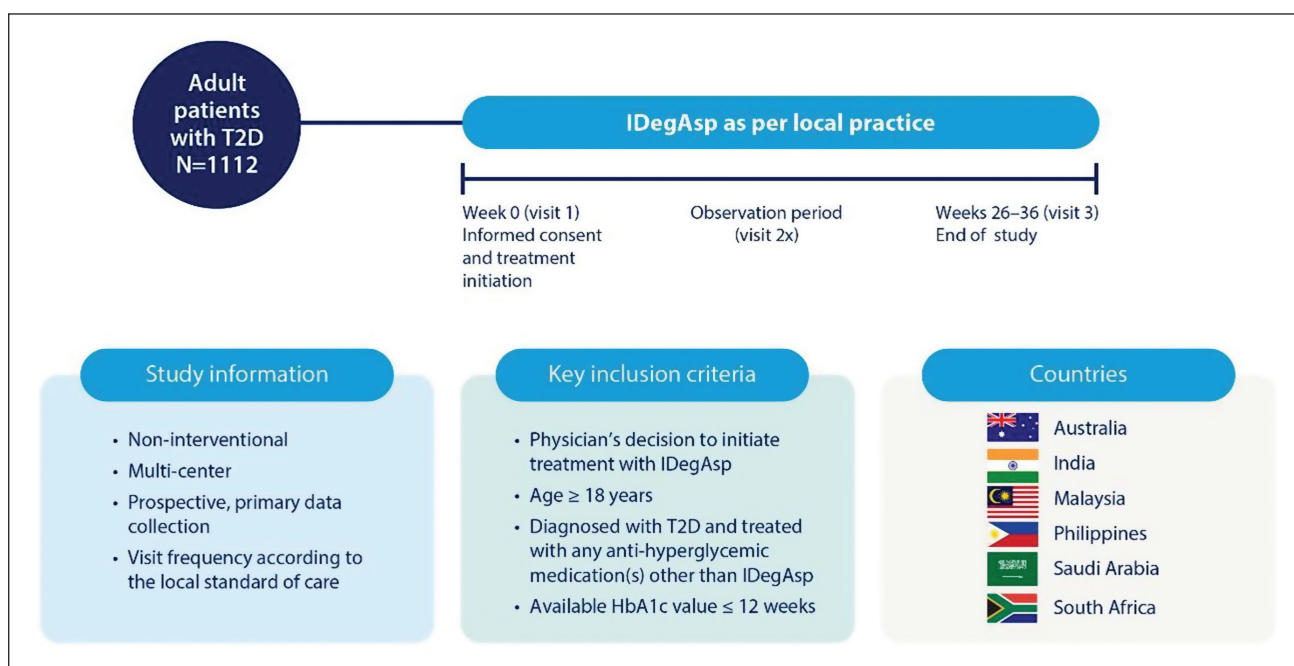 Adult
patients
with T2D
N=1112
IDegAsp as per local practice
Week 0 (visit 1)
Informed consent
and treatment
initiation
Observation period
(visit 2x)
Weeks 26–36 (visit 3)
End of study
Study information
• Non-interventional
• Multi-center
• Prospective, primary data
collection
• Visit frequency according to
the local standard of care
Key inclusion criteria
• Physician's decision to initiate
treatment with IDegAsp
• Age ≥ 18 years
• Diagnosed with T2D and treated
with any anti-hyperglycemic
medication(s) other than IDegAsp
• Available HbA1c value ≤ 12 weeks
Countries
Australia
India
Malaysia
Philippines
Saudi Arabia
South Africa